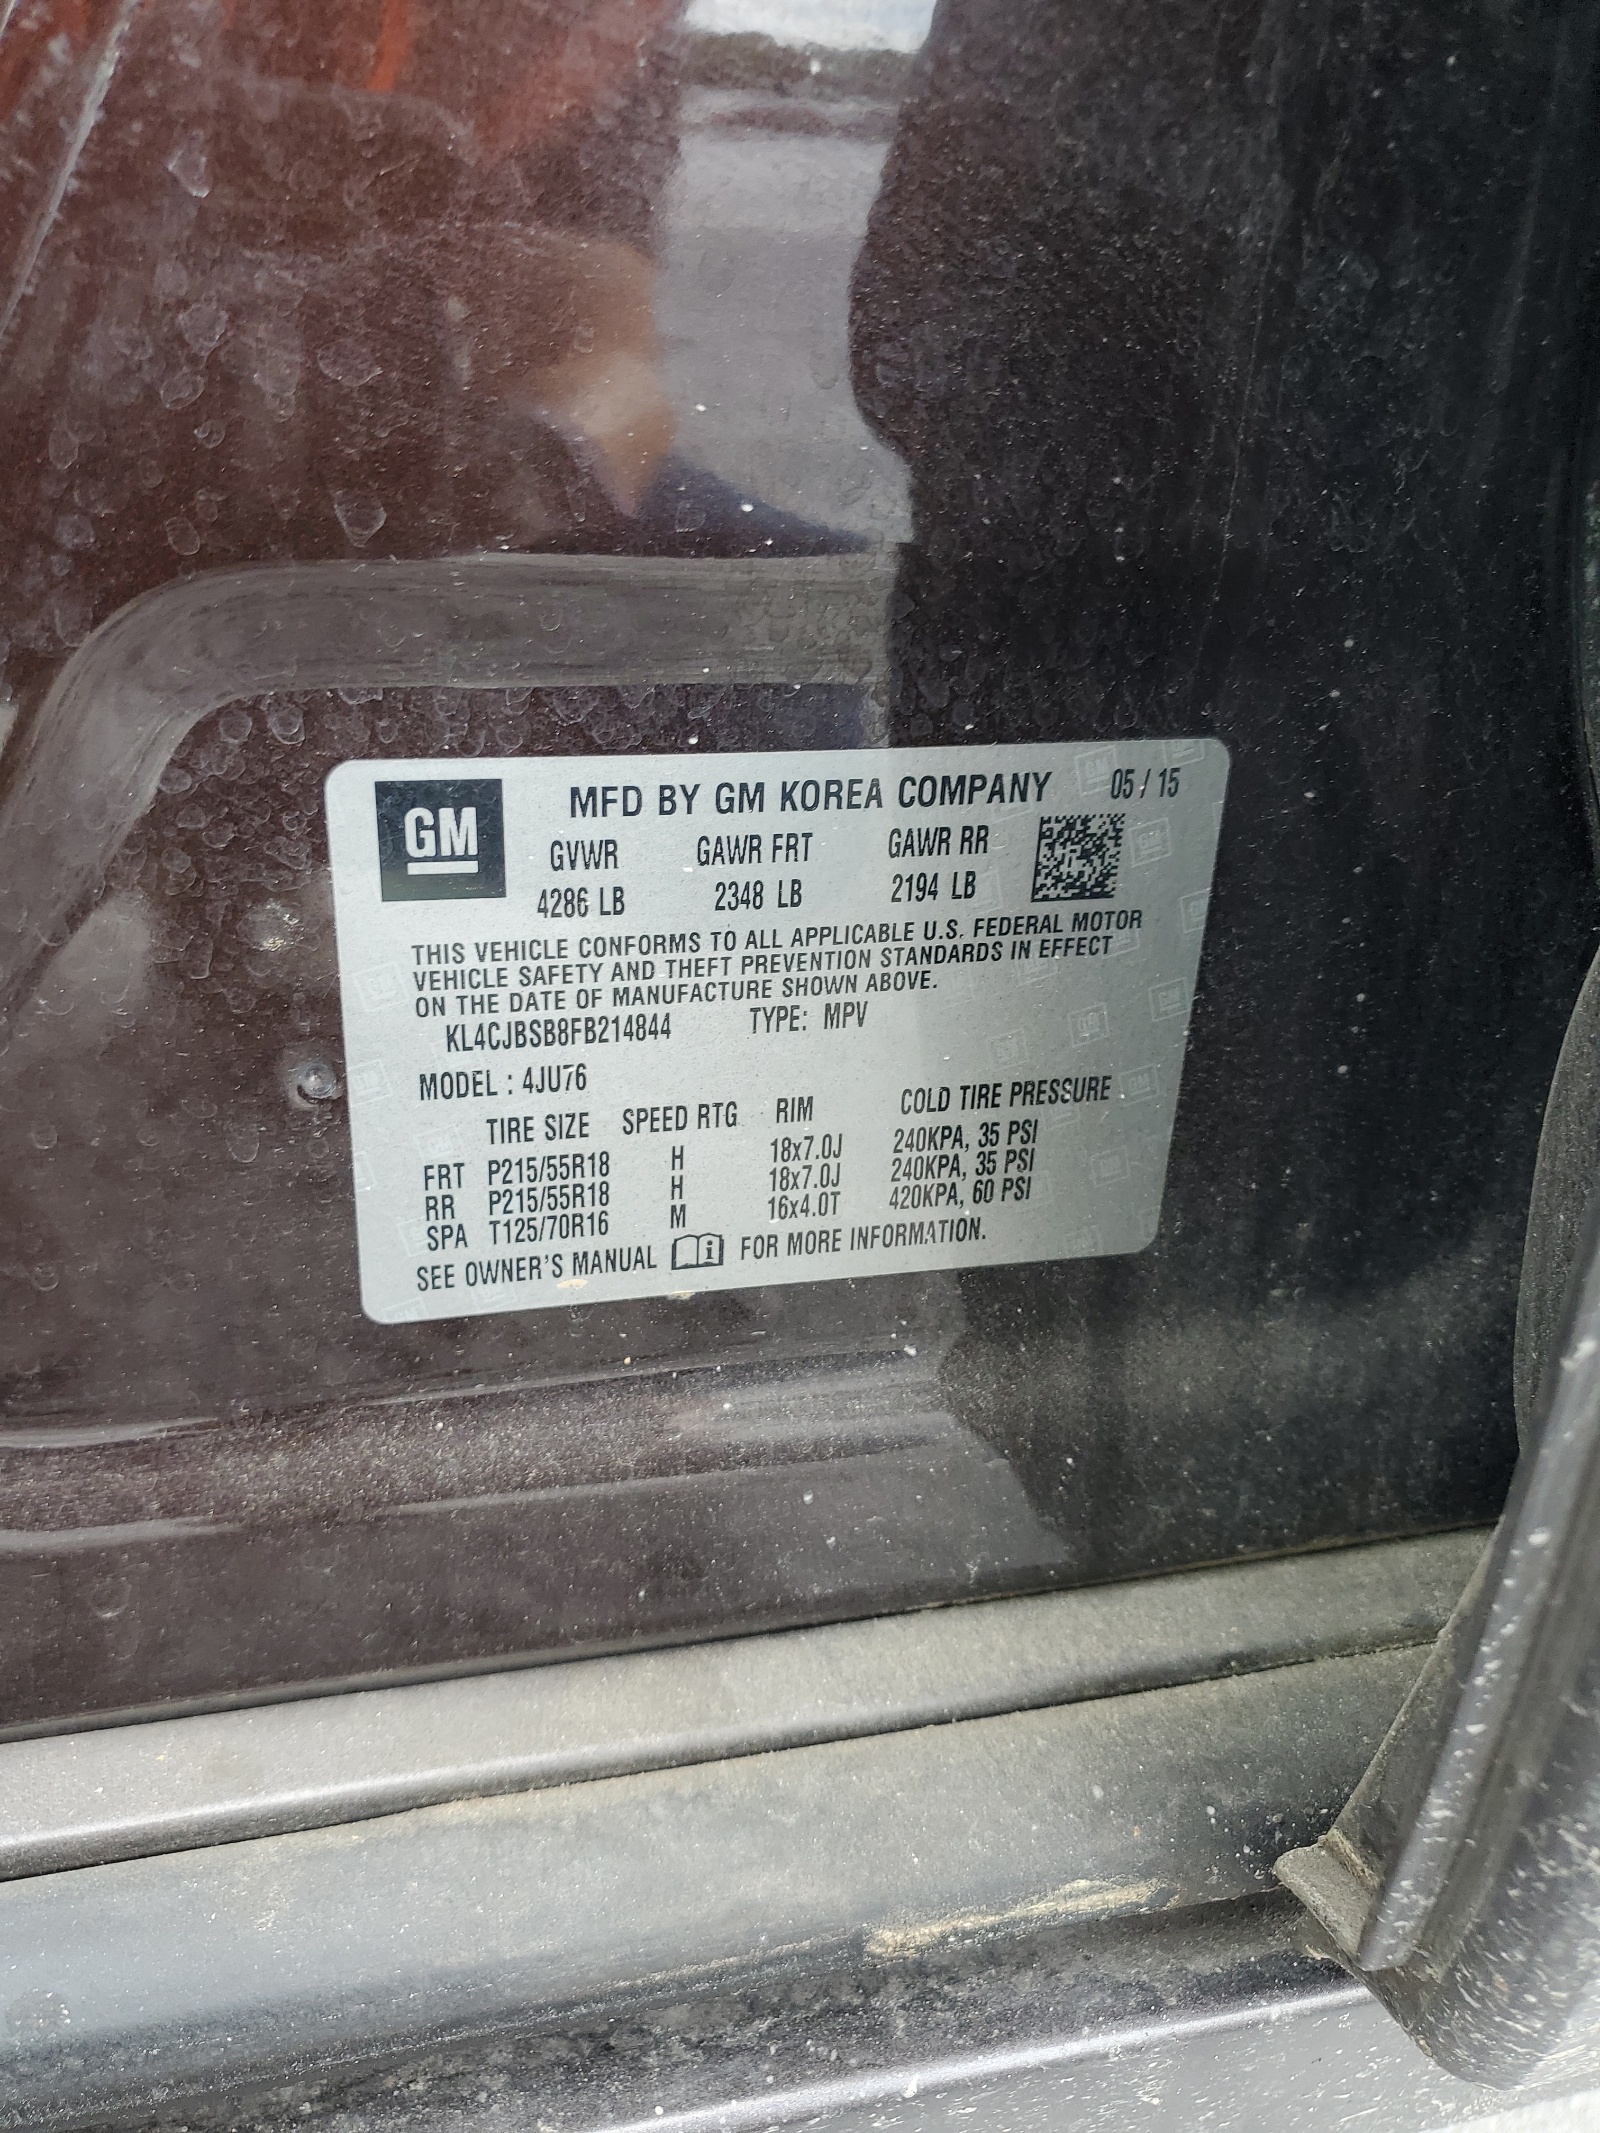 GM
MFD BY GM KOREA COMPANY 05 / 15
GVWR GAWR FRT GAWR RR
4286 LB 2348 LB 2194 LB
THIS VEHICLE CONFORMS TO ALL APPLICABLE U.S. FEDERAL MOTOR
VEHICLE SAFETY AND THEFT PREVENTION STANDARDS IN EFFECT
ON THE DATE OF MANUFACTURE SHOWN ABOVE.
KL4CJBSB8FB214844 TYPE: MPV
MODEL : 4JU76
TIRE SIZE SPEED RTG RIM COLD TIRE PRESSURE
FRT P215/55R18 H 18x7.0J 240KPA, 35 PSI
RR P215/55R18 H 18x7.0J 240KPA, 35 PSI
SPA T125/70R16 M 16x4.0T 420KPA, 60 PSI
SEE OWNER'S MANUAL FOR MORE INFORMATION.